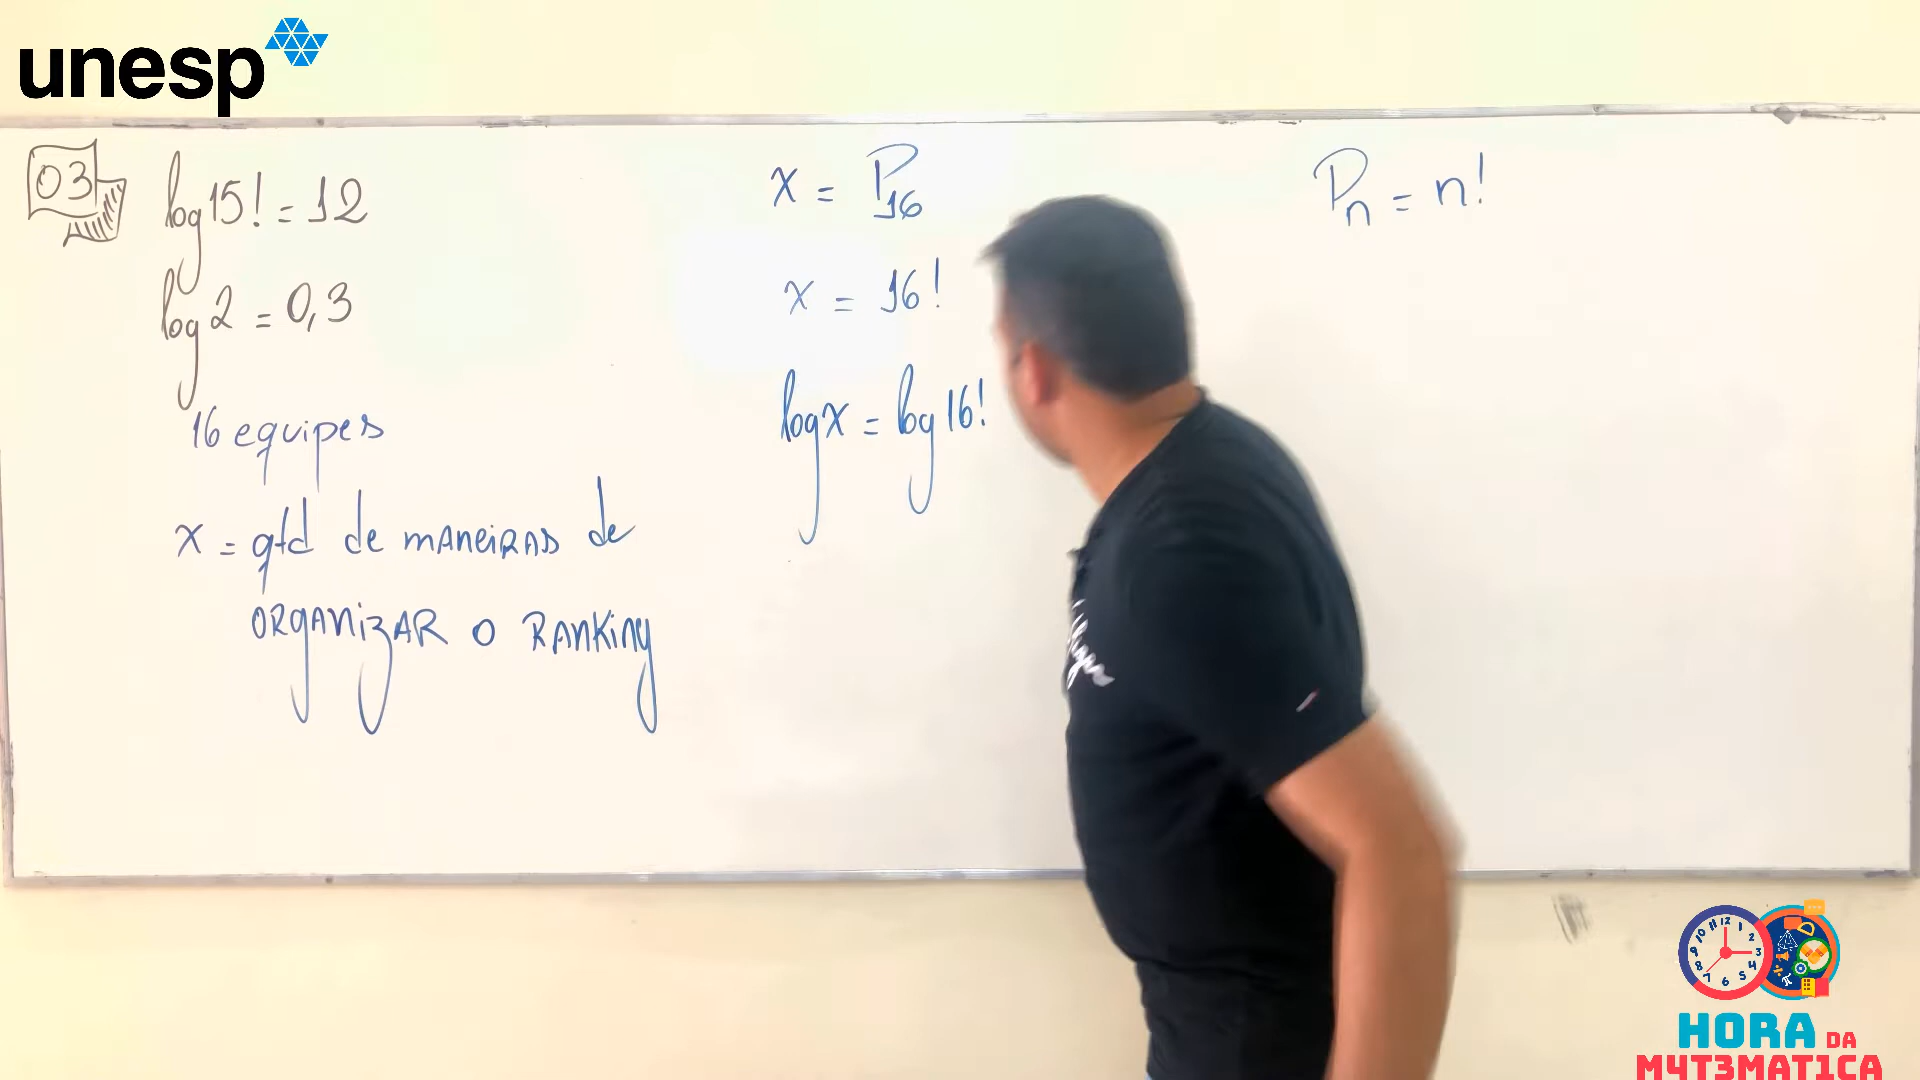 unesp
03
log 15! = 12
log 2 = 0,3
16 equipes
x = qtd de maneiras de
organizar o ranking
x = P16
x = 16!
log x = log 16!
Pn = n!
HORA DA
M4T3M4T1CA